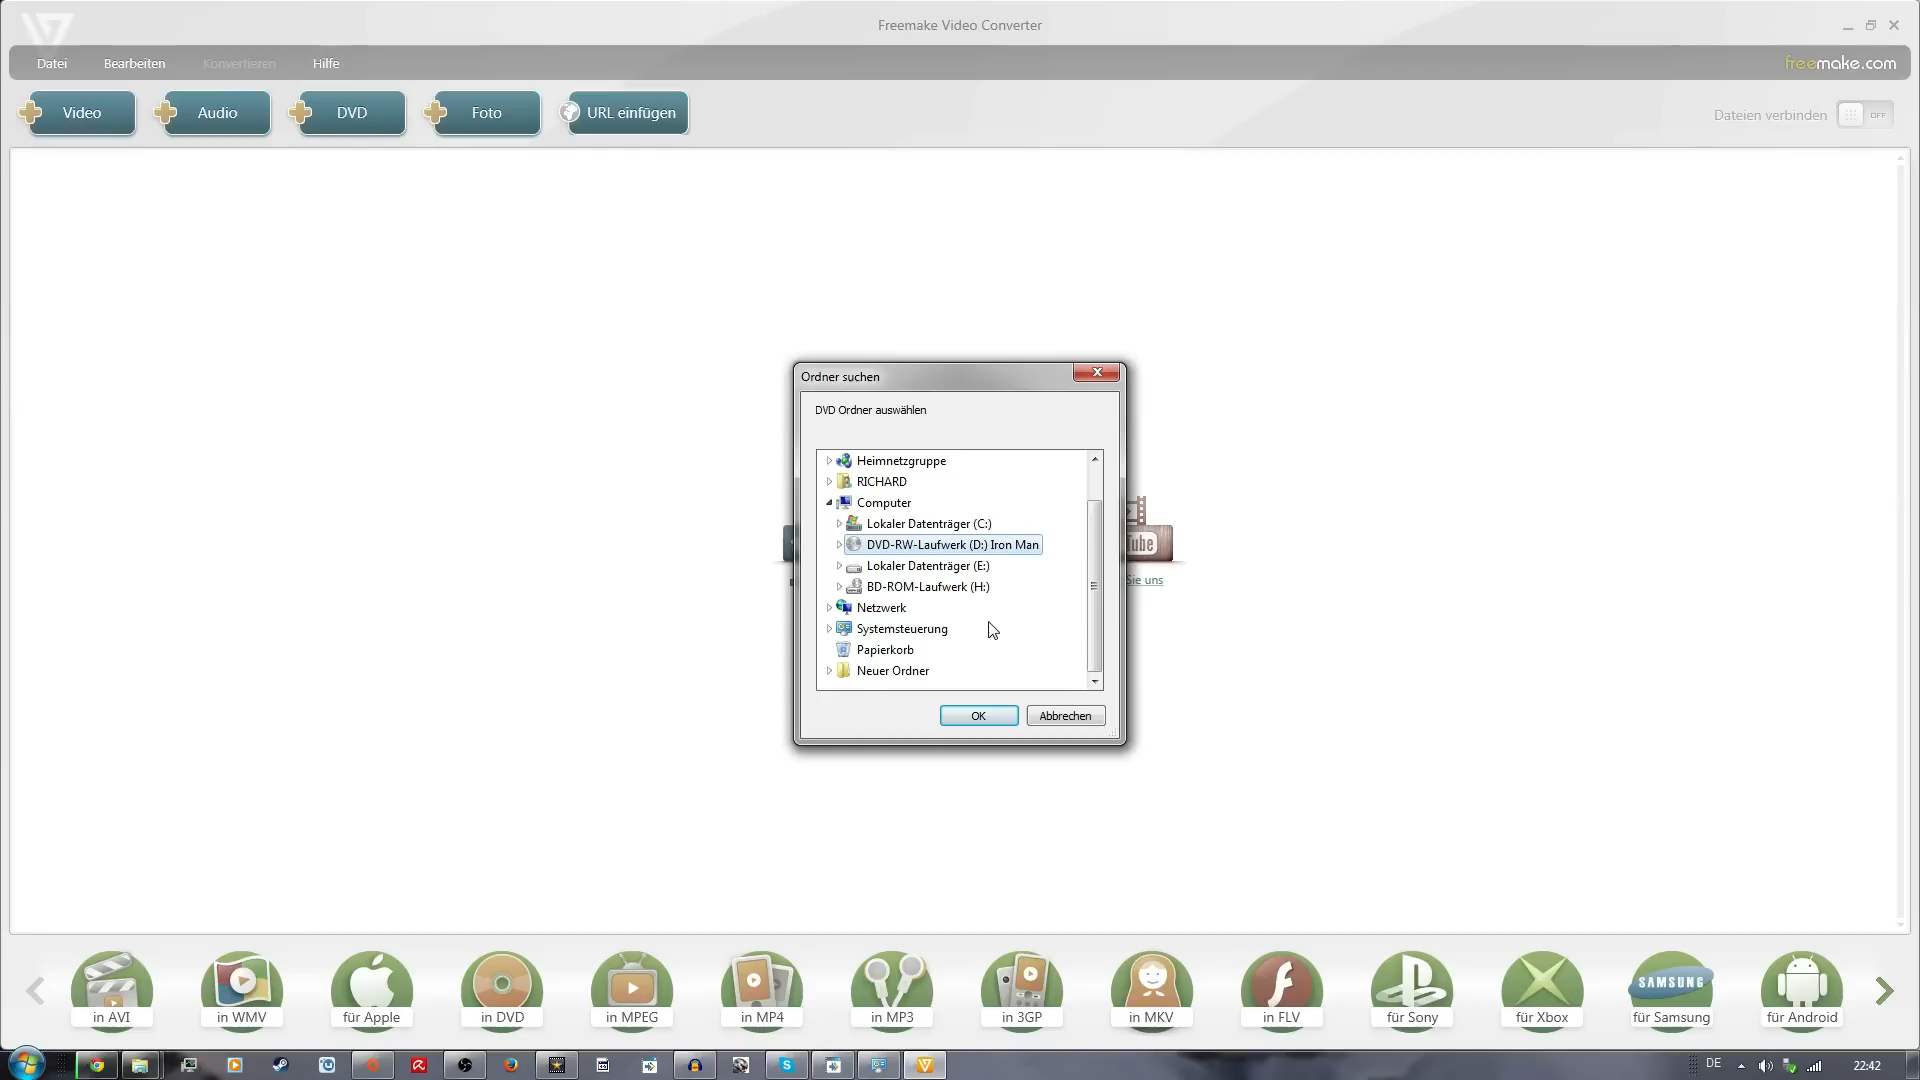 Freemake Video Converter
Datei Bearbeiten Konvertieren Hilfe freemake.com
Video Audio DVD Foto URL einfügen Dateien verbinden OFF
Ordner suchen
DVD Ordner auswählen
Heimnetzgruppe
RICHARD
Computer
Lokaler Datenträger (C:)
DVD-RW-Laufwerk (D:) Iron Man
Lokaler Datenträger (E:)
BD-ROM-Laufwerk (H:)
Netzwerk
Systemsteuerung
Papierkorb
Neuer Ordner
OK Abbrechen
Tube
Sie uns
SAMSUNG
in AVI in WMV für Apple in DVD in MPEG in MP4 in MP3 in 3GP in MKV in FLV für Sony für Xbox für Samsung für Android
DE 22:42